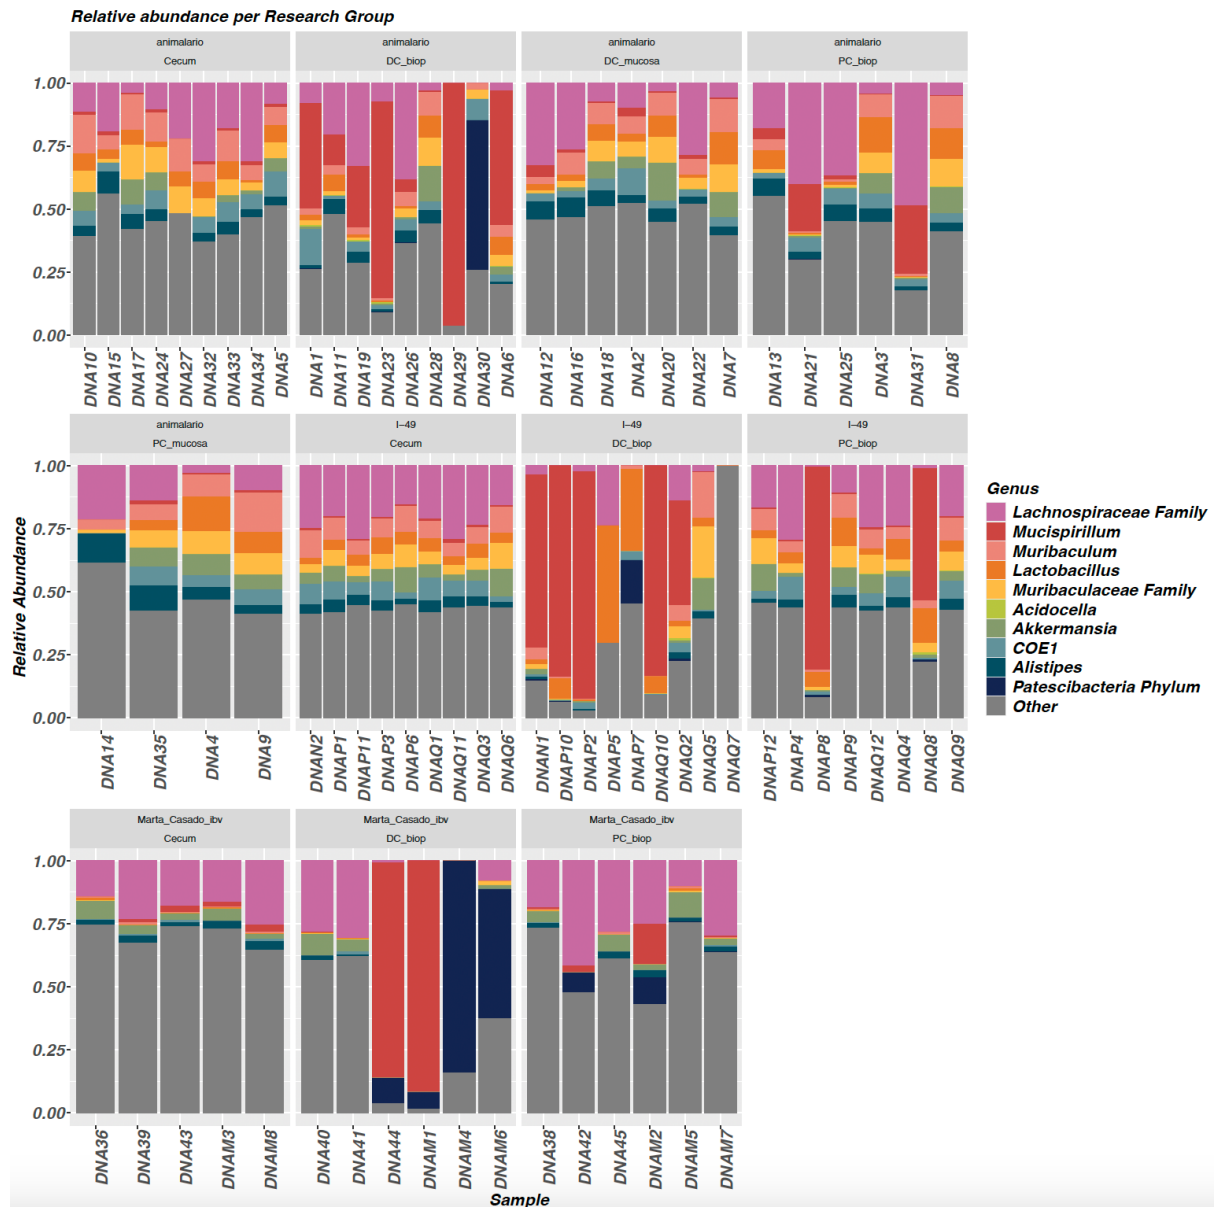 Relative abundance per Research Group
animalario
Cecum
animalario
DC_biop
animalario
DC_mucosa
animalario
PC_biop
1.00
0.75
0.50
0.25
0.00
DNA10 DNA15 DNA17 DNA24 DNA27 DNA32 DNA33 DNA34 DNA5
DNA1 DNA11 DNA19 DNA23 DNA26 DNA28 DNA29 DNA30 DNA6
DNA12 DNA16 DNA18 DNA2 DNA20 DNA22 DNA7
DNA13 DNA21 DNA25 DNA3 DNA31 DNA8
animalario
PC_mucosa
I-49
Cecum
I-49
DC_biop
I-49
PC_biop
1.00
0.75
0.50
0.25
0.00
Relative Abundance
DNA14 DNA35 DNA4 DNA9
DNAN2 DNAP1 DNAP11 DNAP3 DNAP6 DNAQ1 DNAQ11 DNAQ3 DNAQ6
DNAN1 DNAP10 DNAP2 DNAP5 DNAP7 DNAQ10 DNAQ2 DNAQ5 DNAQ7
DNAP12 DNAP4 DNAP8 DNAP9 DNAQ12 DNAQ4 DNAQ8 DNAQ9
Genus
Lachnospiraceae Family
Mucispirillum
Muribaculum
Lactobacillus
Muribaculaceae Family
Acidocella
Akkermansia
COE1
Alistipes
Patescibacteria Phylum
Other
Marta_Casado_ibv
Cecum
Marta_Casado_ibv
DC_biop
Marta_Casado_ibv
PC_biop
1.00
0.75
0.50
0.25
0.00
DNA36 DNA39 DNA43 DNAM3 DNAM8
DNA40 DNA41 DNA44 DNAM1 DNAM4 DNAM6
DNA38 DNA42 DNA45 DNAM2 DNAM5 DNAM7
Sample